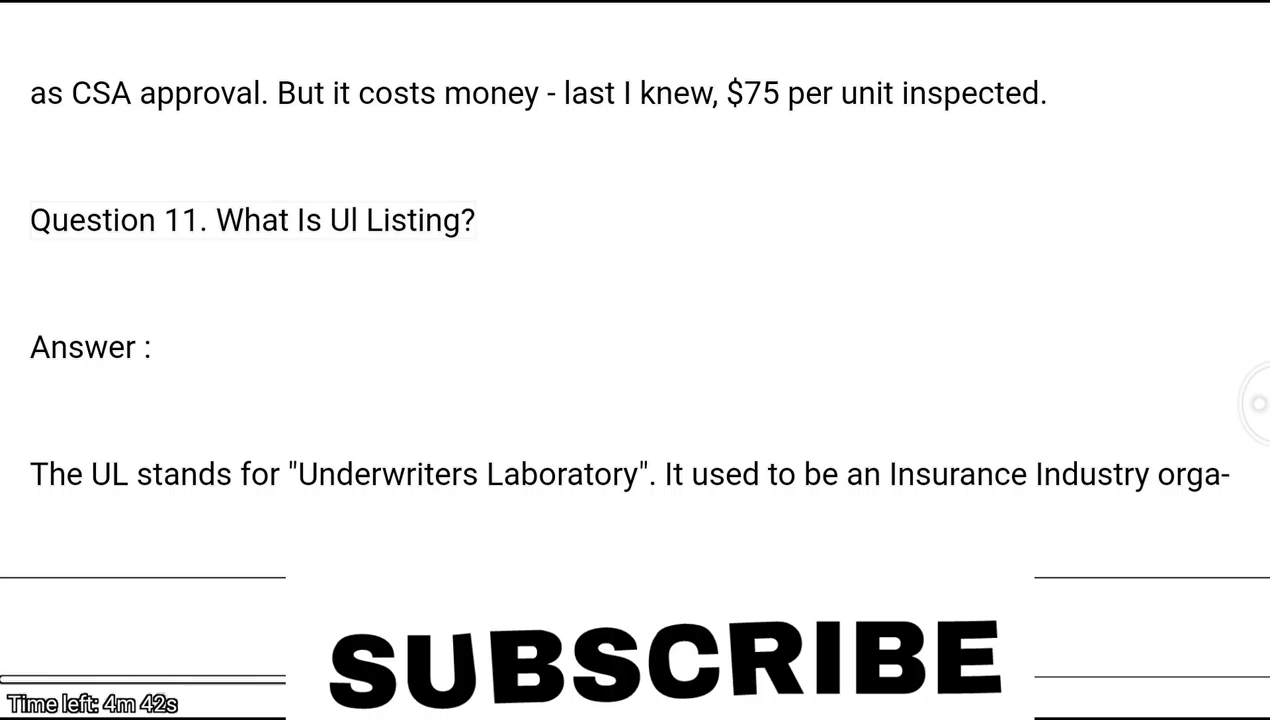 as CSA approval. But it costs money - last I knew, $75 per unit inspected.
Question 11. What Is Ul Listing?
Answer :
The UL stands for "Underwriters Laboratory". It used to be an Insurance Industry orga-
SUBSCRIBE
Time left: 4m 42s